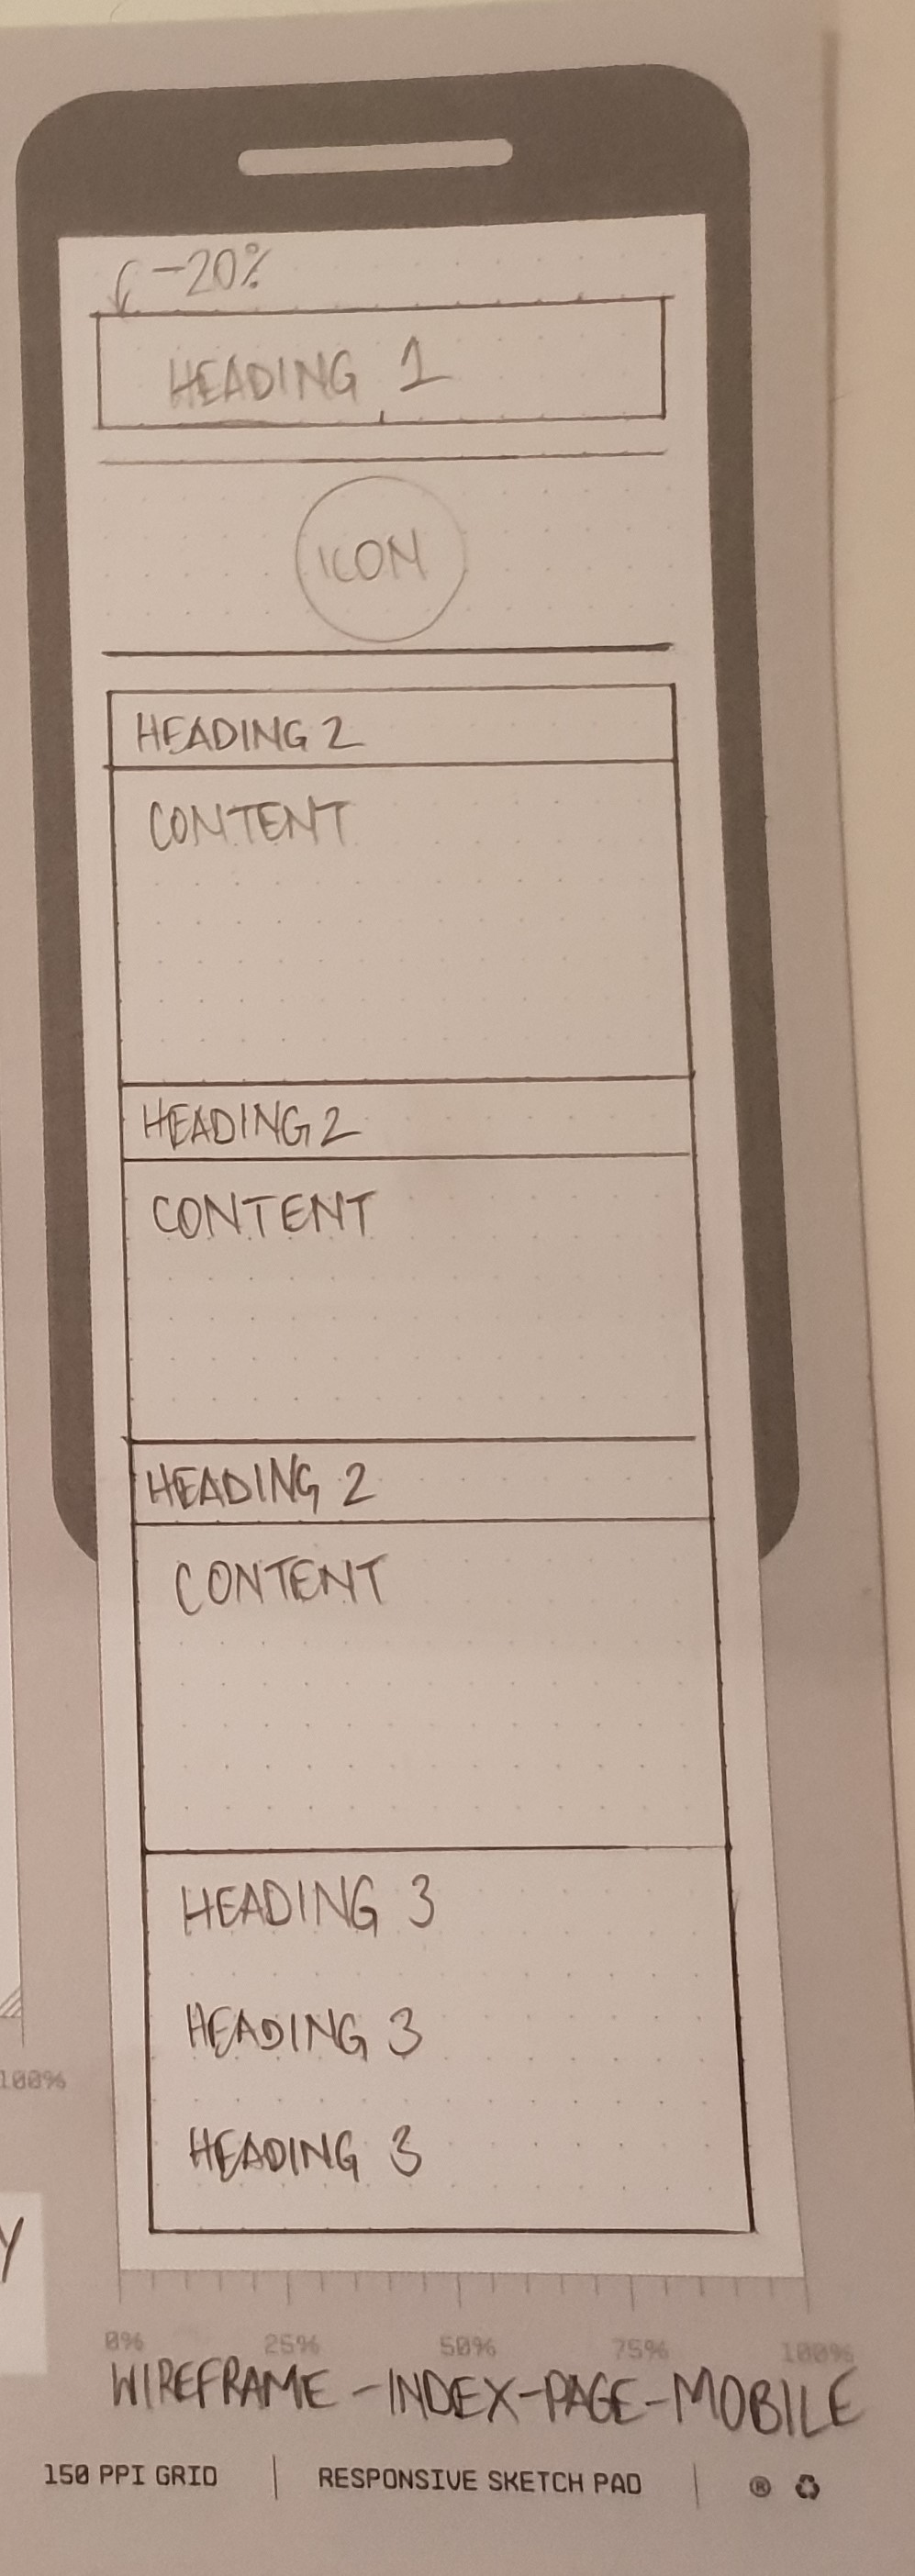 -20%
HEADING 1
ICON
HEADING 2
CONTENT
HEADING 2
CONTENT
HEADING 2
CONTENT
HEADING 3
HEADING 3
HEADING 3
100%
Y
0% 25% 50% 75% 100%
WIREFRAME-INDEX-PAGE-MOBILE
150 PPI GRID | RESPONSIVE SKETCH PAD | ®